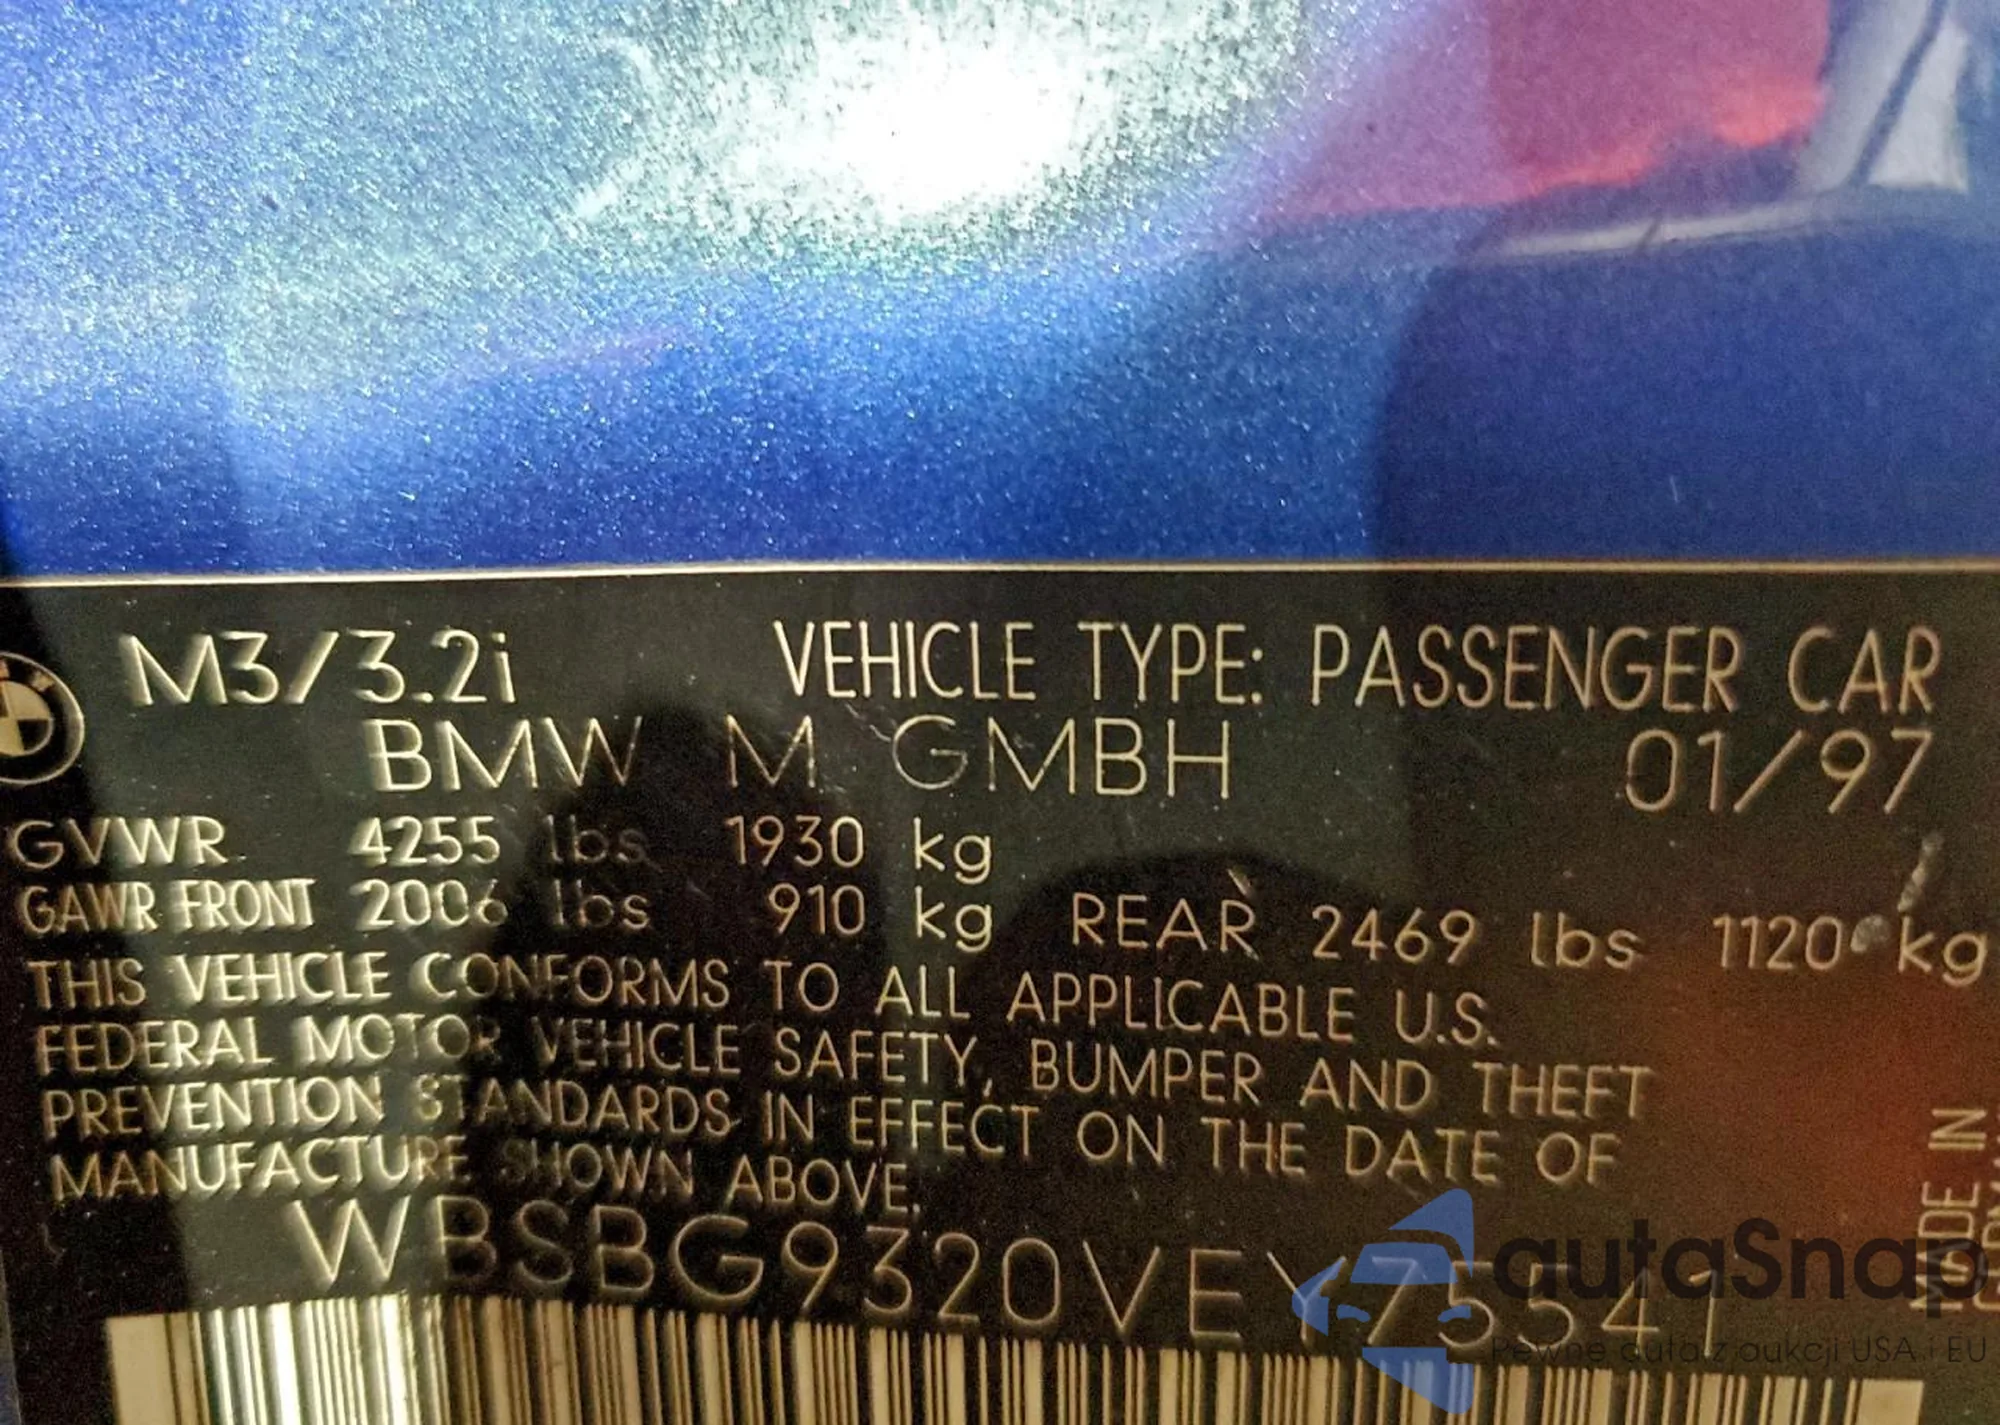 M3/3.2i VEHICLE TYPE: PASSENGER CAR
BMW M GMBH 01/97
GVWR 4255 lbs 1930 kg
GAWR FRONT 2006 lbs 910 kg REAR 2469 lbs 1120 kg
THIS VEHICLE CONFORMS TO ALL APPLICABLE U.S.
FEDERAL MOTOR VEHICLE SAFETY, BUMPER AND THEFT
PREVENTION STANDARDS IN EFFECT ON THE DATE OF
MANUFACTURE SHOWN ABOVE.
WBSBG9320VEY75541
MADE IN
autaSnap
Pewne auta z aukcji USA i EU